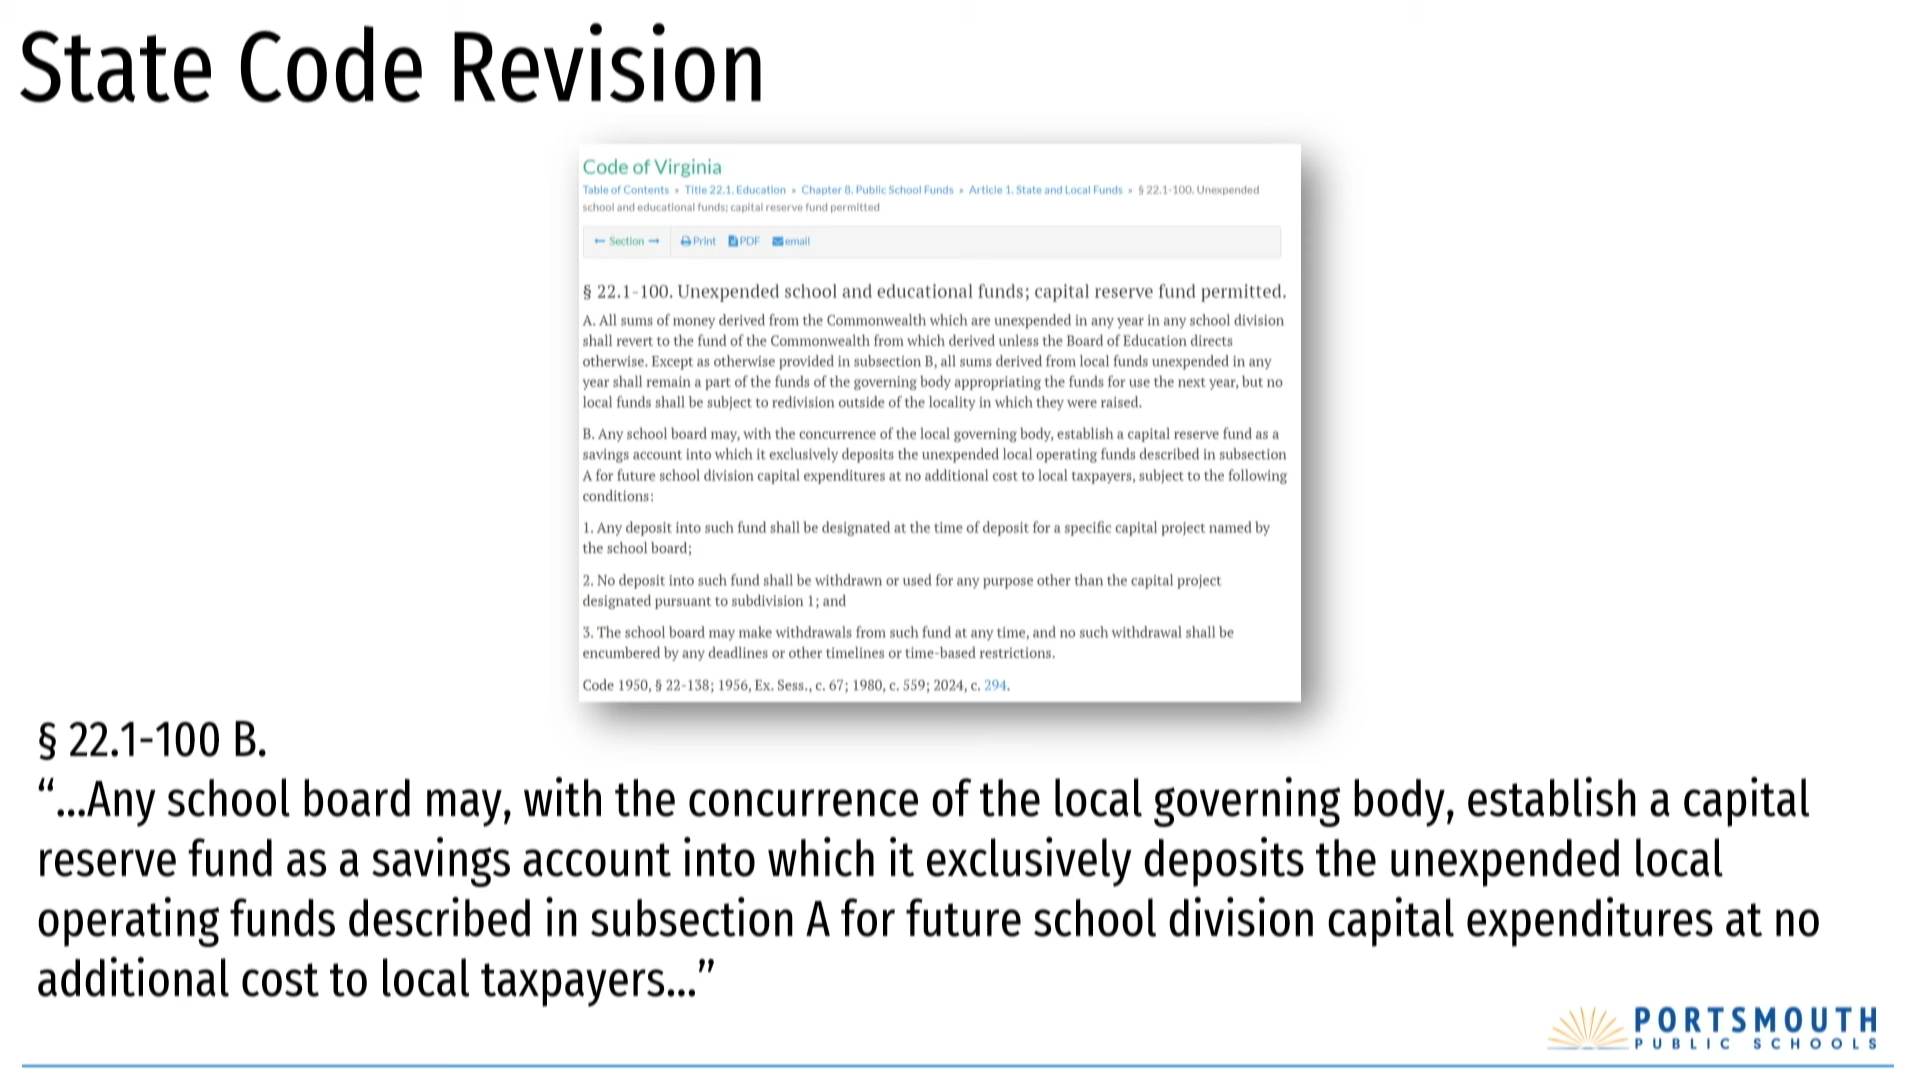 State Code Revision
Code of Virginia
Table of Contents » Title 22.1. Education » Chapter 8. Public School Funds » Article 1. State and Local Funds » § 22.1-100. Unexpended
school and educational funds; capital reserve fund permitted
← Section → Print PDF email
§ 22.1-100. Unexpended school and educational funds; capital reserve fund permitted.
A. All sums of money derived from the Commonwealth which are unexpended in any year in any school division
shall revert to the fund of the Commonwealth from which derived unless the Board of Education directs
otherwise. Except as otherwise provided in subsection B, all sums derived from local funds unexpended in any
year shall remain a part of the funds of the governing body appropriating the funds for use the next year, but no
local funds shall be subject to redivision outside of the locality in which they were raised.
B. Any school board may, with the concurrence of the local governing body, establish a capital reserve fund as a
savings account into which it exclusively deposits the unexpended local operating funds described in subsection
A for future school division capital expenditures at no additional cost to local taxpayers, subject to the following
conditions:
1. Any deposit into such fund shall be designated at the time of deposit for a specific capital project named by
the school board;
2. No deposit into such fund shall be withdrawn or used for any purpose other than the capital project
designated pursuant to subdivision 1; and
3. The school board may make withdrawals from such fund at any time, and no such withdrawal shall be
encumbered by any deadlines or other timelines or time-based restrictions.
Code 1950, § 22-138; 1956, Ex. Sess., c. 67; 1980, c. 559; 2024, c. 294.
§ 22.1-100 B.
“...Any school board may, with the concurrence of the local governing body, establish a capital
reserve fund as a savings account into which it exclusively deposits the unexpended local
operating funds described in subsection A for future school division capital expenditures at no
additional cost to local taxpayers...”
PORTSMOUTH
PUBLIC SCHOOLS